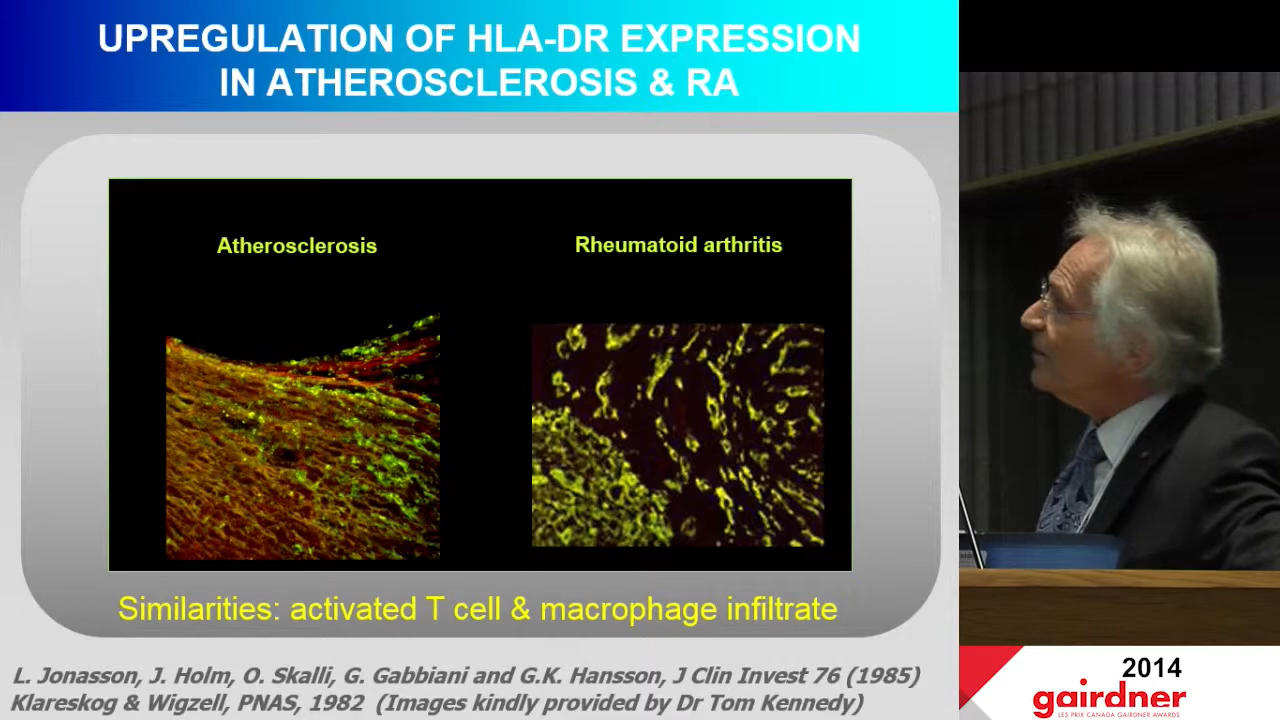 UPREGULATION OF HLA-DR EXPRESSION
IN ATHEROSCLEROSIS & RA
Atherosclerosis
Rheumatoid arthritis
Similarities: activated T cell & macrophage infiltrate
L. Jonasson, J. Holm, O. Skalli, G. Gabbiani and G.K. Hansson, J Clin Invest 76 (1985)
Klareskog & Wigzell, PNAS, 1982 (Images kindly provided by Dr Tom Kennedy)
2014
gairdner
LES PRIX CANADA GAIRDNER AWARDS